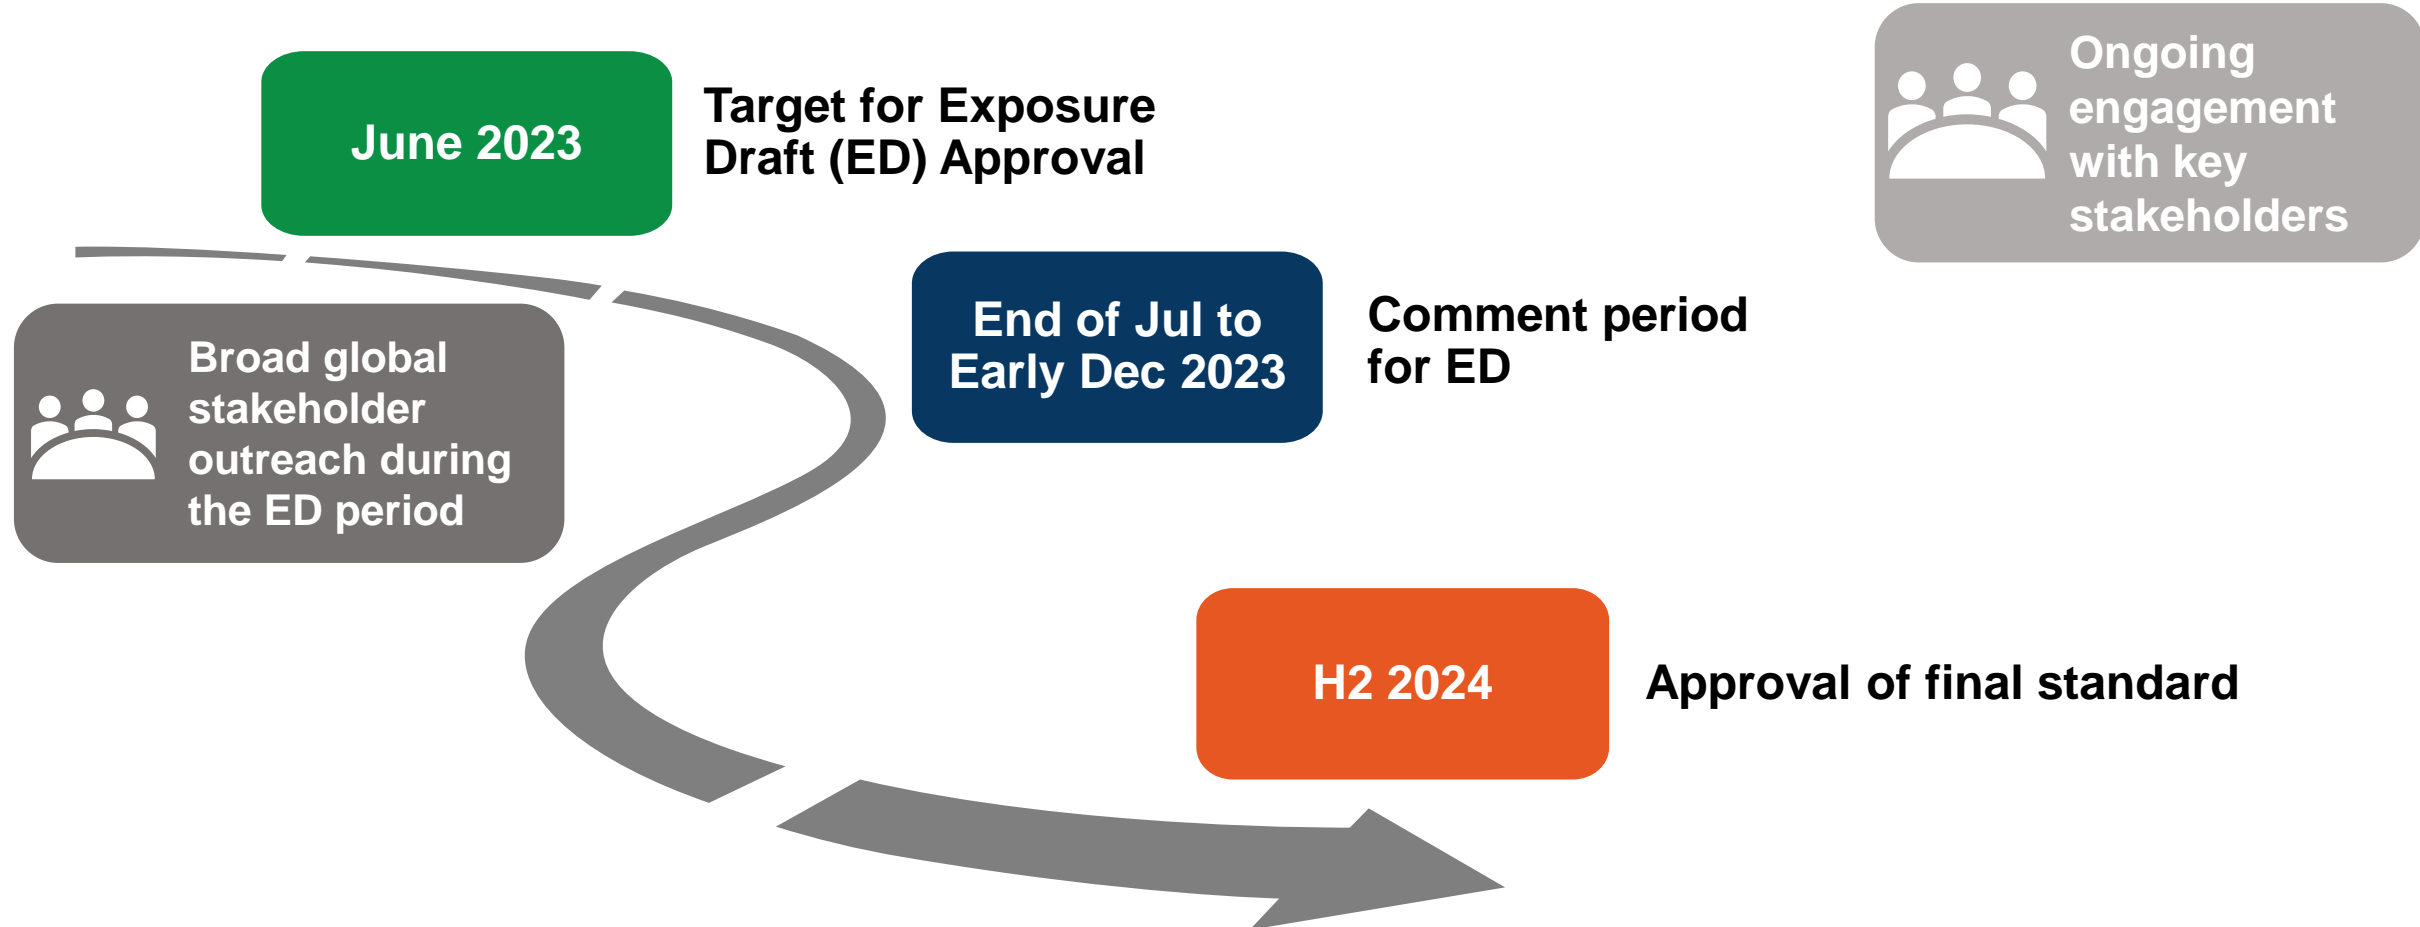 June 2023
Target for Exposure
Draft (ED) Approval
Ongoing
engagement
with key
stakeholders
Broad global
stakeholder
outreach during
the ED period
End of Jul to
Early Dec 2023
Comment period
for ED
H2 2024
Approval of final standard